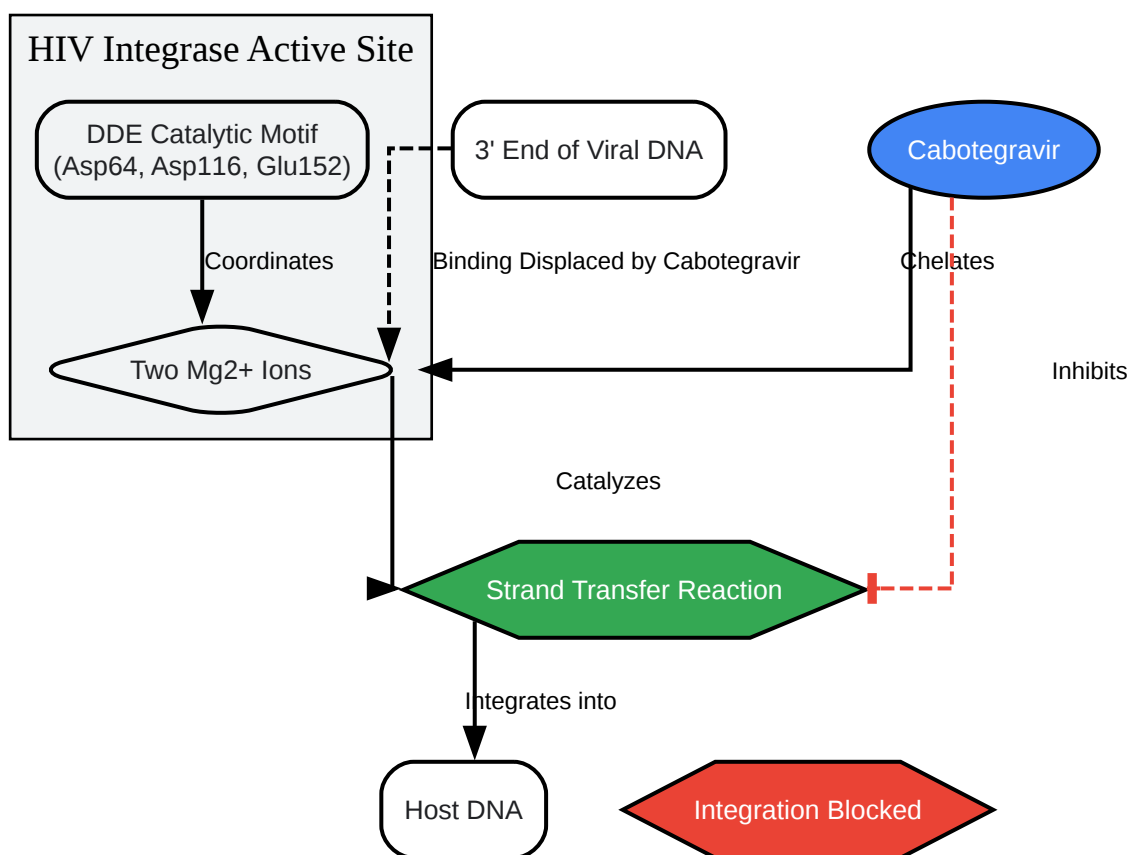 HIV Integrase Active Site
DDE Catalytic Motif
(Asp64, Asp116, Glu152)
3' End of Viral DNA
Cabotegravir
Coordinates
Binding Displaced by Cabotegravir
Chelates
Two Mg2+ Ions
Inhibits
Catalyzes
Strand Transfer Reaction
Integrates into
Host DNA
Integration Blocked